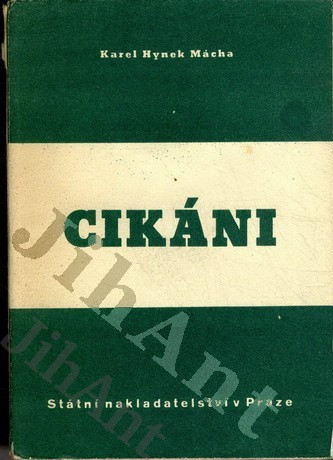 Karel Hynek Mácha
CIKÁNI
Státní nakladatelství v Praze
JihAnt
JihAnt